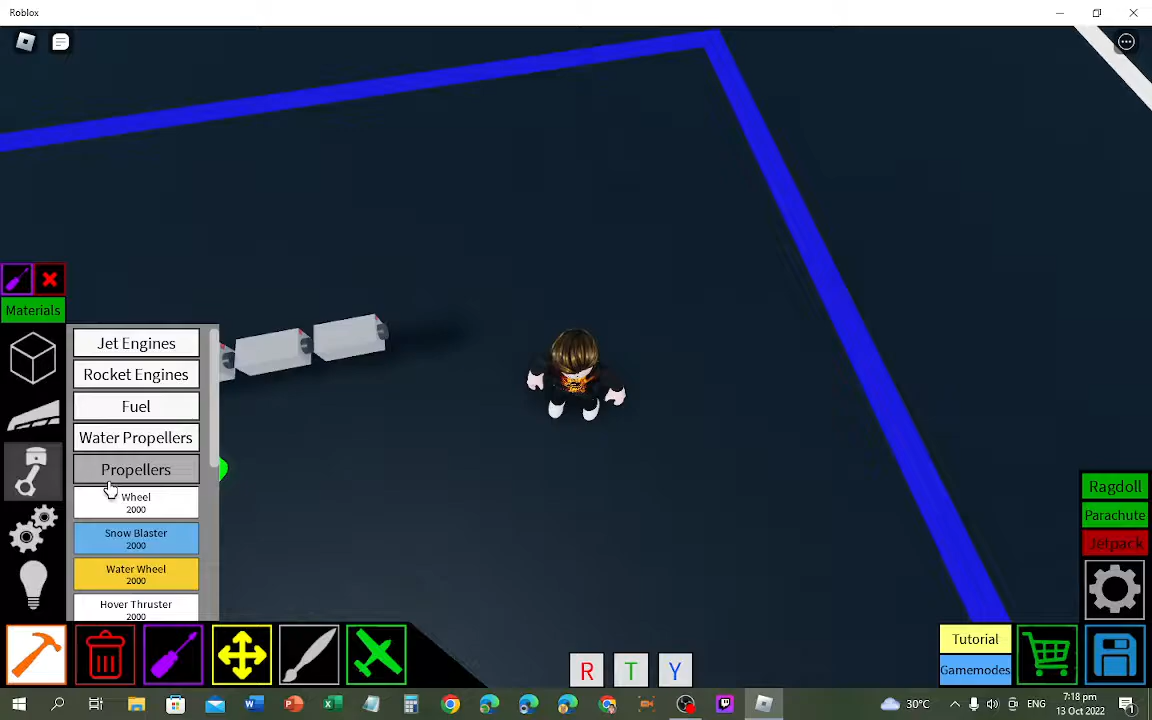 Roblox
Materials
Jet Engines
Rocket Engines
Fuel
Water Propellers
Propellers
Wheel
2000
Snow Blaster
2000
Water Wheel
2000
Hover Thruster
2000
Ragdoll
Parachute
Jetpack
Tutorial
Gamemodes
R T Y
30°C
ENG
7:18 pm
13 Oct 2022